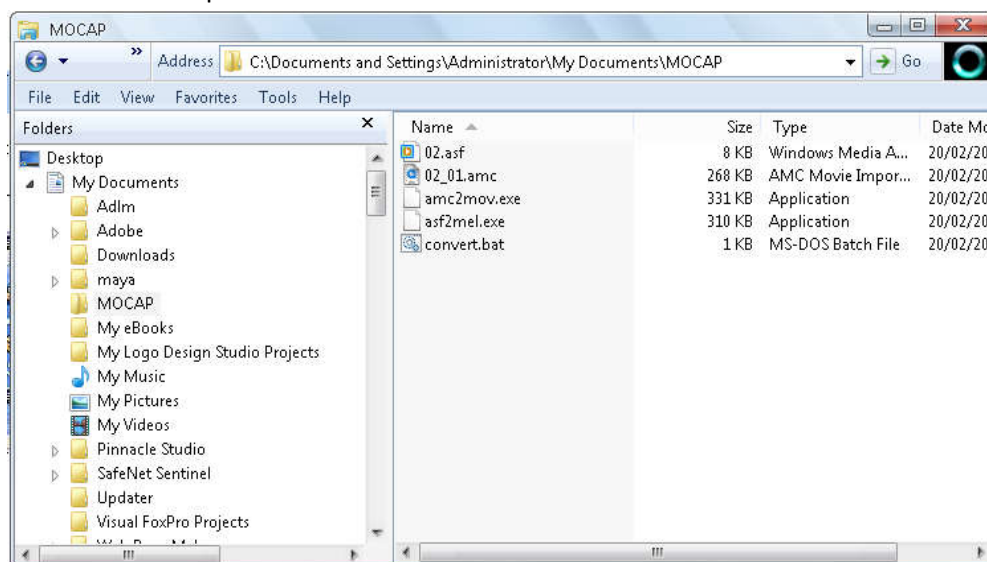 MOCAP
» Address C:\Documents and Settings\Administrator\My Documents\MOCAP Go
File Edit View Favorites Tools Help
Folders × Name Size Type Date Mo
Desktop
My Documents
Adlm
Adobe
Downloads
maya
MOCAP
My eBooks
My Logo Design Studio Projects
My Music
My Pictures
My Videos
Pinnacle Studio
SafeNet Sentinel
Updater
Visual FoxPro Projects
02.asf 8 KB Windows Media A... 20/02/20
02_01.amc 268 KB AMC Movie Impor... 20/02/20
amc2mov.exe 331 KB Application 20/02/20
asf2mel.exe 310 KB Application 20/02/20
convert.bat 1 KB MS-DOS Batch File 20/02/20